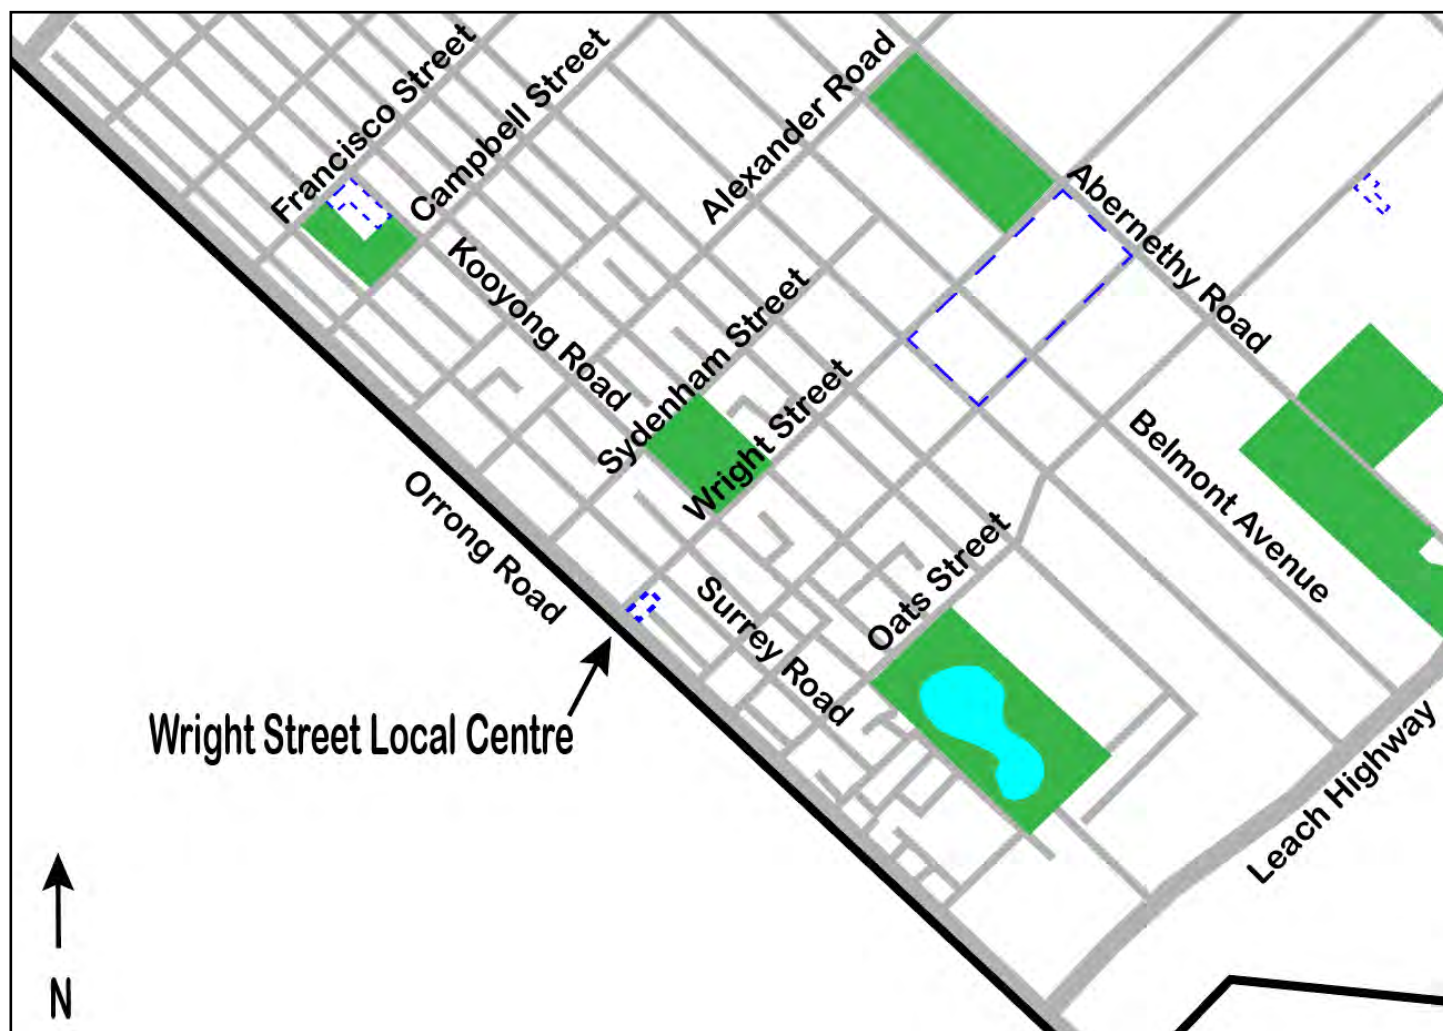 Francisco Street
Campbell Street
Alexander Road
Abernethy Road
Kooyong Road
Sydenham Street
Wright Street
Belmont Avenue
Orrong Road
Oats Street
Surrey Road
Wright Street Local Centre
Leach Highway
N